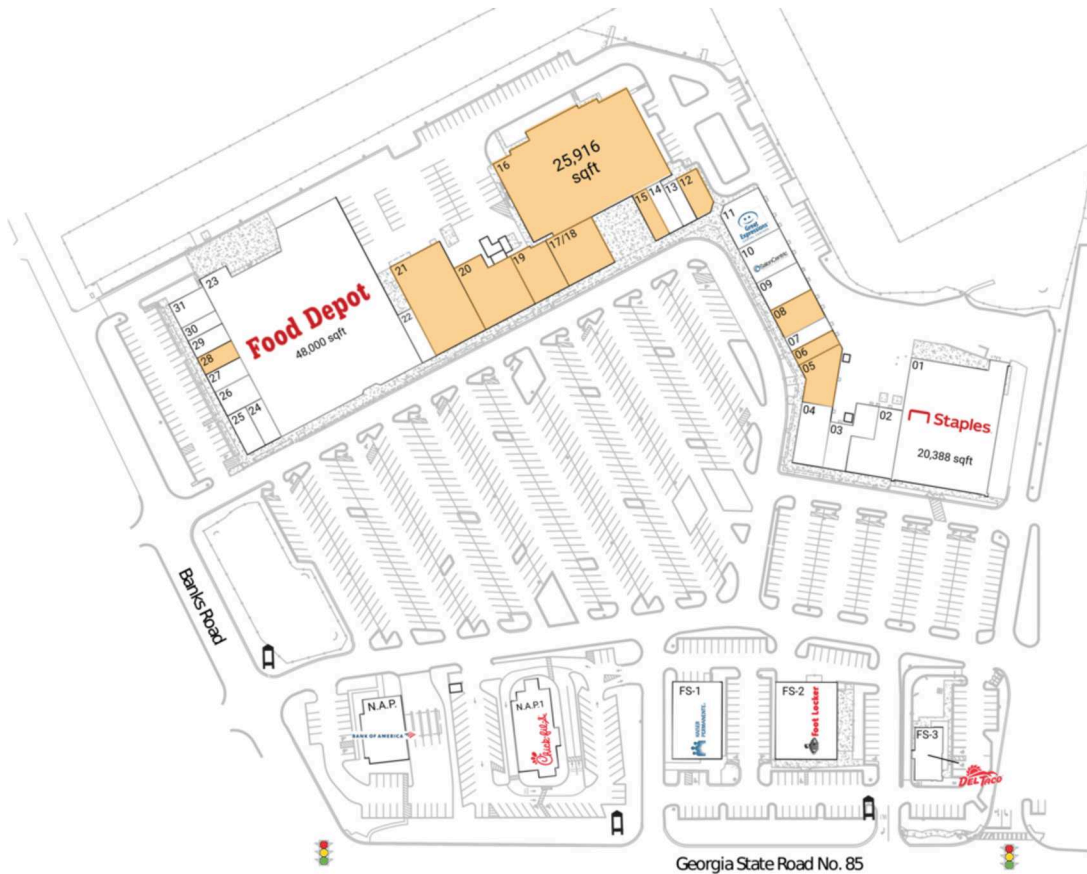 16
25,916
sqft
15
14
13
12
11
Great
Expressions
10
09
08
07
06
05
04
03
02
01
Staples
20,388 sqft
17/18
19
20
21
22
23
Food Depot
48,000 sqft
31
30
29
28
27
26
25
24
Banks Road
N.A.P.
BANK OF AMERICA
N.A.P.1
Chick-fil-A
FS-1
KAISER
PERMANENTE
FS-2
Foot Locker
FS-3
DEL TACO
Georgia State Road No. 85